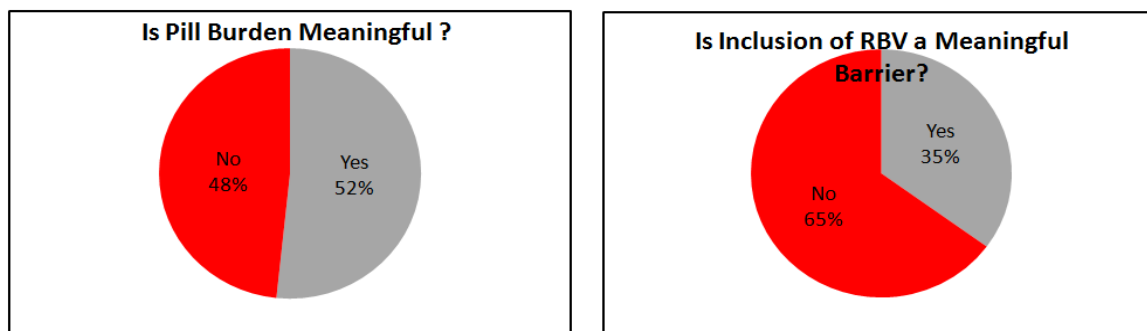 Is Pill Burden Meaningful ?
No
48%
Yes
52%
Is Inclusion of RBV a Meaningful
Barrier?
Yes
35%
No
65%